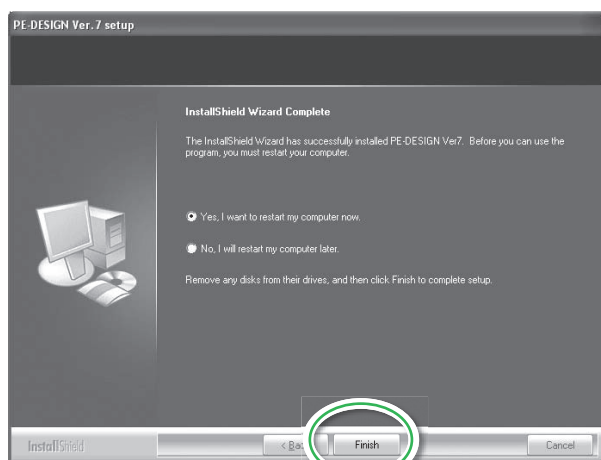 PE-DESIGN Ver. 7 setup
InstallShield Wizard Complete
The InstallShield Wizard has successfully installed PE-DESIGN Ver7. Before you can use the
program, you must restart your computer.
Yes, I want to restart my computer now.
No, I will restart my computer later.
Remove any disks from their drives, and then click Finish to complete setup.
InstallShield
Finish
Cancel